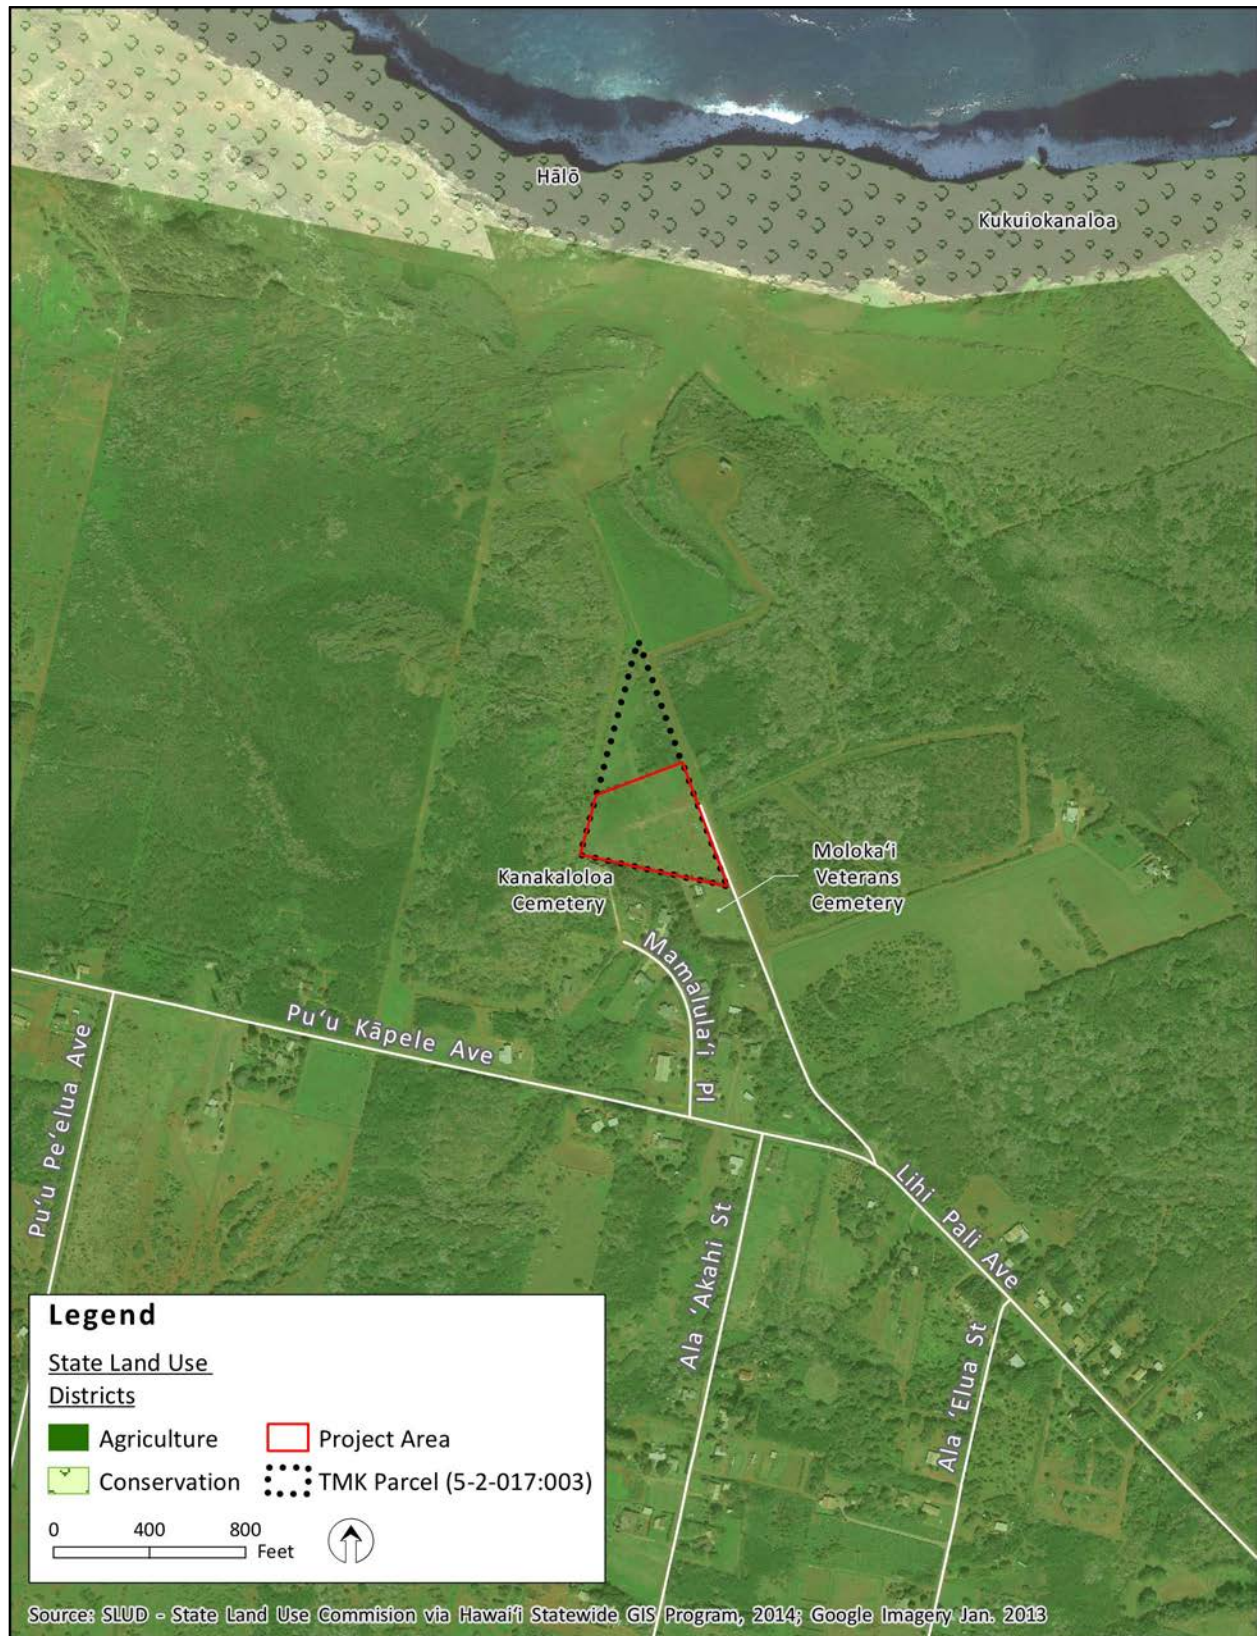 Hālō
Kukuiokanaloa
Kanakaloloa
Cemetery
Moloka‘i
Veterans
Cemetery
Mamalula‘i Pl
Pu‘u Kāpele Ave
Pu‘u Pe‘elua Ave
Ala ‘Akahi St
Lihi Pali Ave
Ala ‘Elua St
Legend
State Land Use
Districts
Agriculture
Project Area
Conservation
TMK Parcel (5-2-017:003)
0 400 800
Feet
Source: SLUD - State Land Use Commision via Hawai‘i Statewide GIS Program, 2014; Google Imagery Jan. 2013